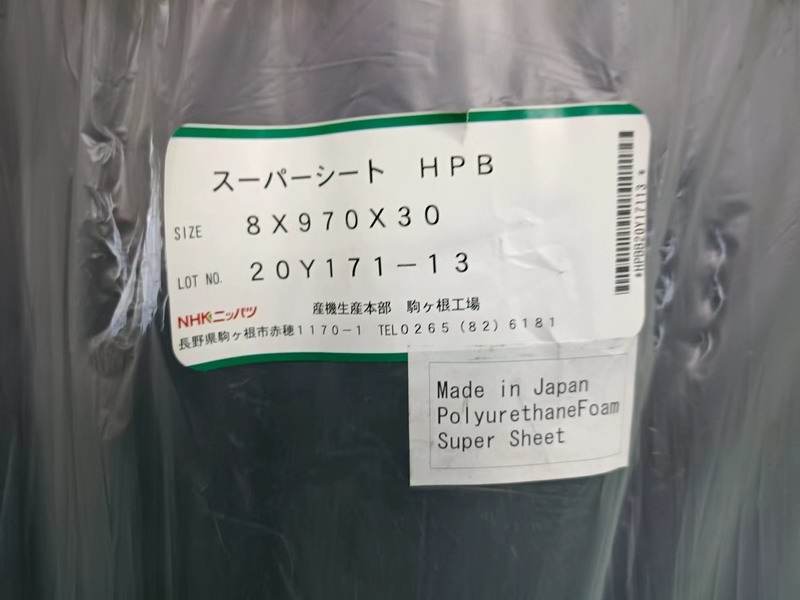 スーパーシート　HPB
SIZE　8X970X30
LOT NO.　20Y171-13
NHKニッパツ　産機生産本部　駒ヶ根工場
長野県駒ヶ根市赤穂1170-1　TEL0265(82)6181
*HPBB20Y17113*
Made in Japan
PolyurethaneFoam
Super Sheet